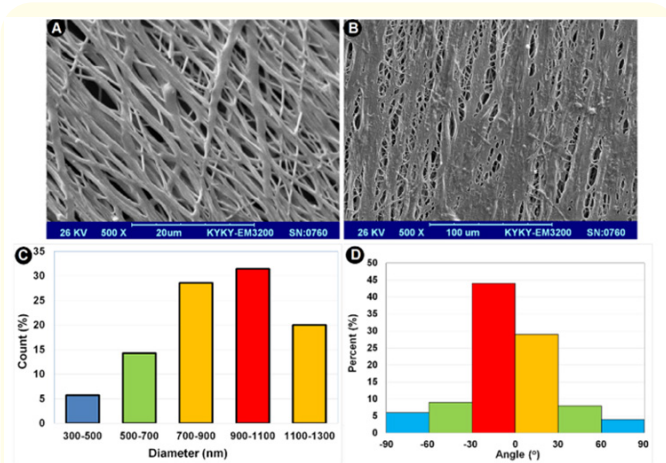 A
B
26 KV 500 X 20um KYKY-EM3200 SN:0760
26 KV 500 X 100 um KYKY-EM3200 SN:0760
C
35
30
25
20
15
10
5
0
Count (%)
300-500 500-700 700-900 900-1100 1100-1300
Diameter (nm)
D
50
45
40
35
30
25
20
15
10
5
0
Percent (%)
-90 -60 -30 0 30 60 90
Angle (º)